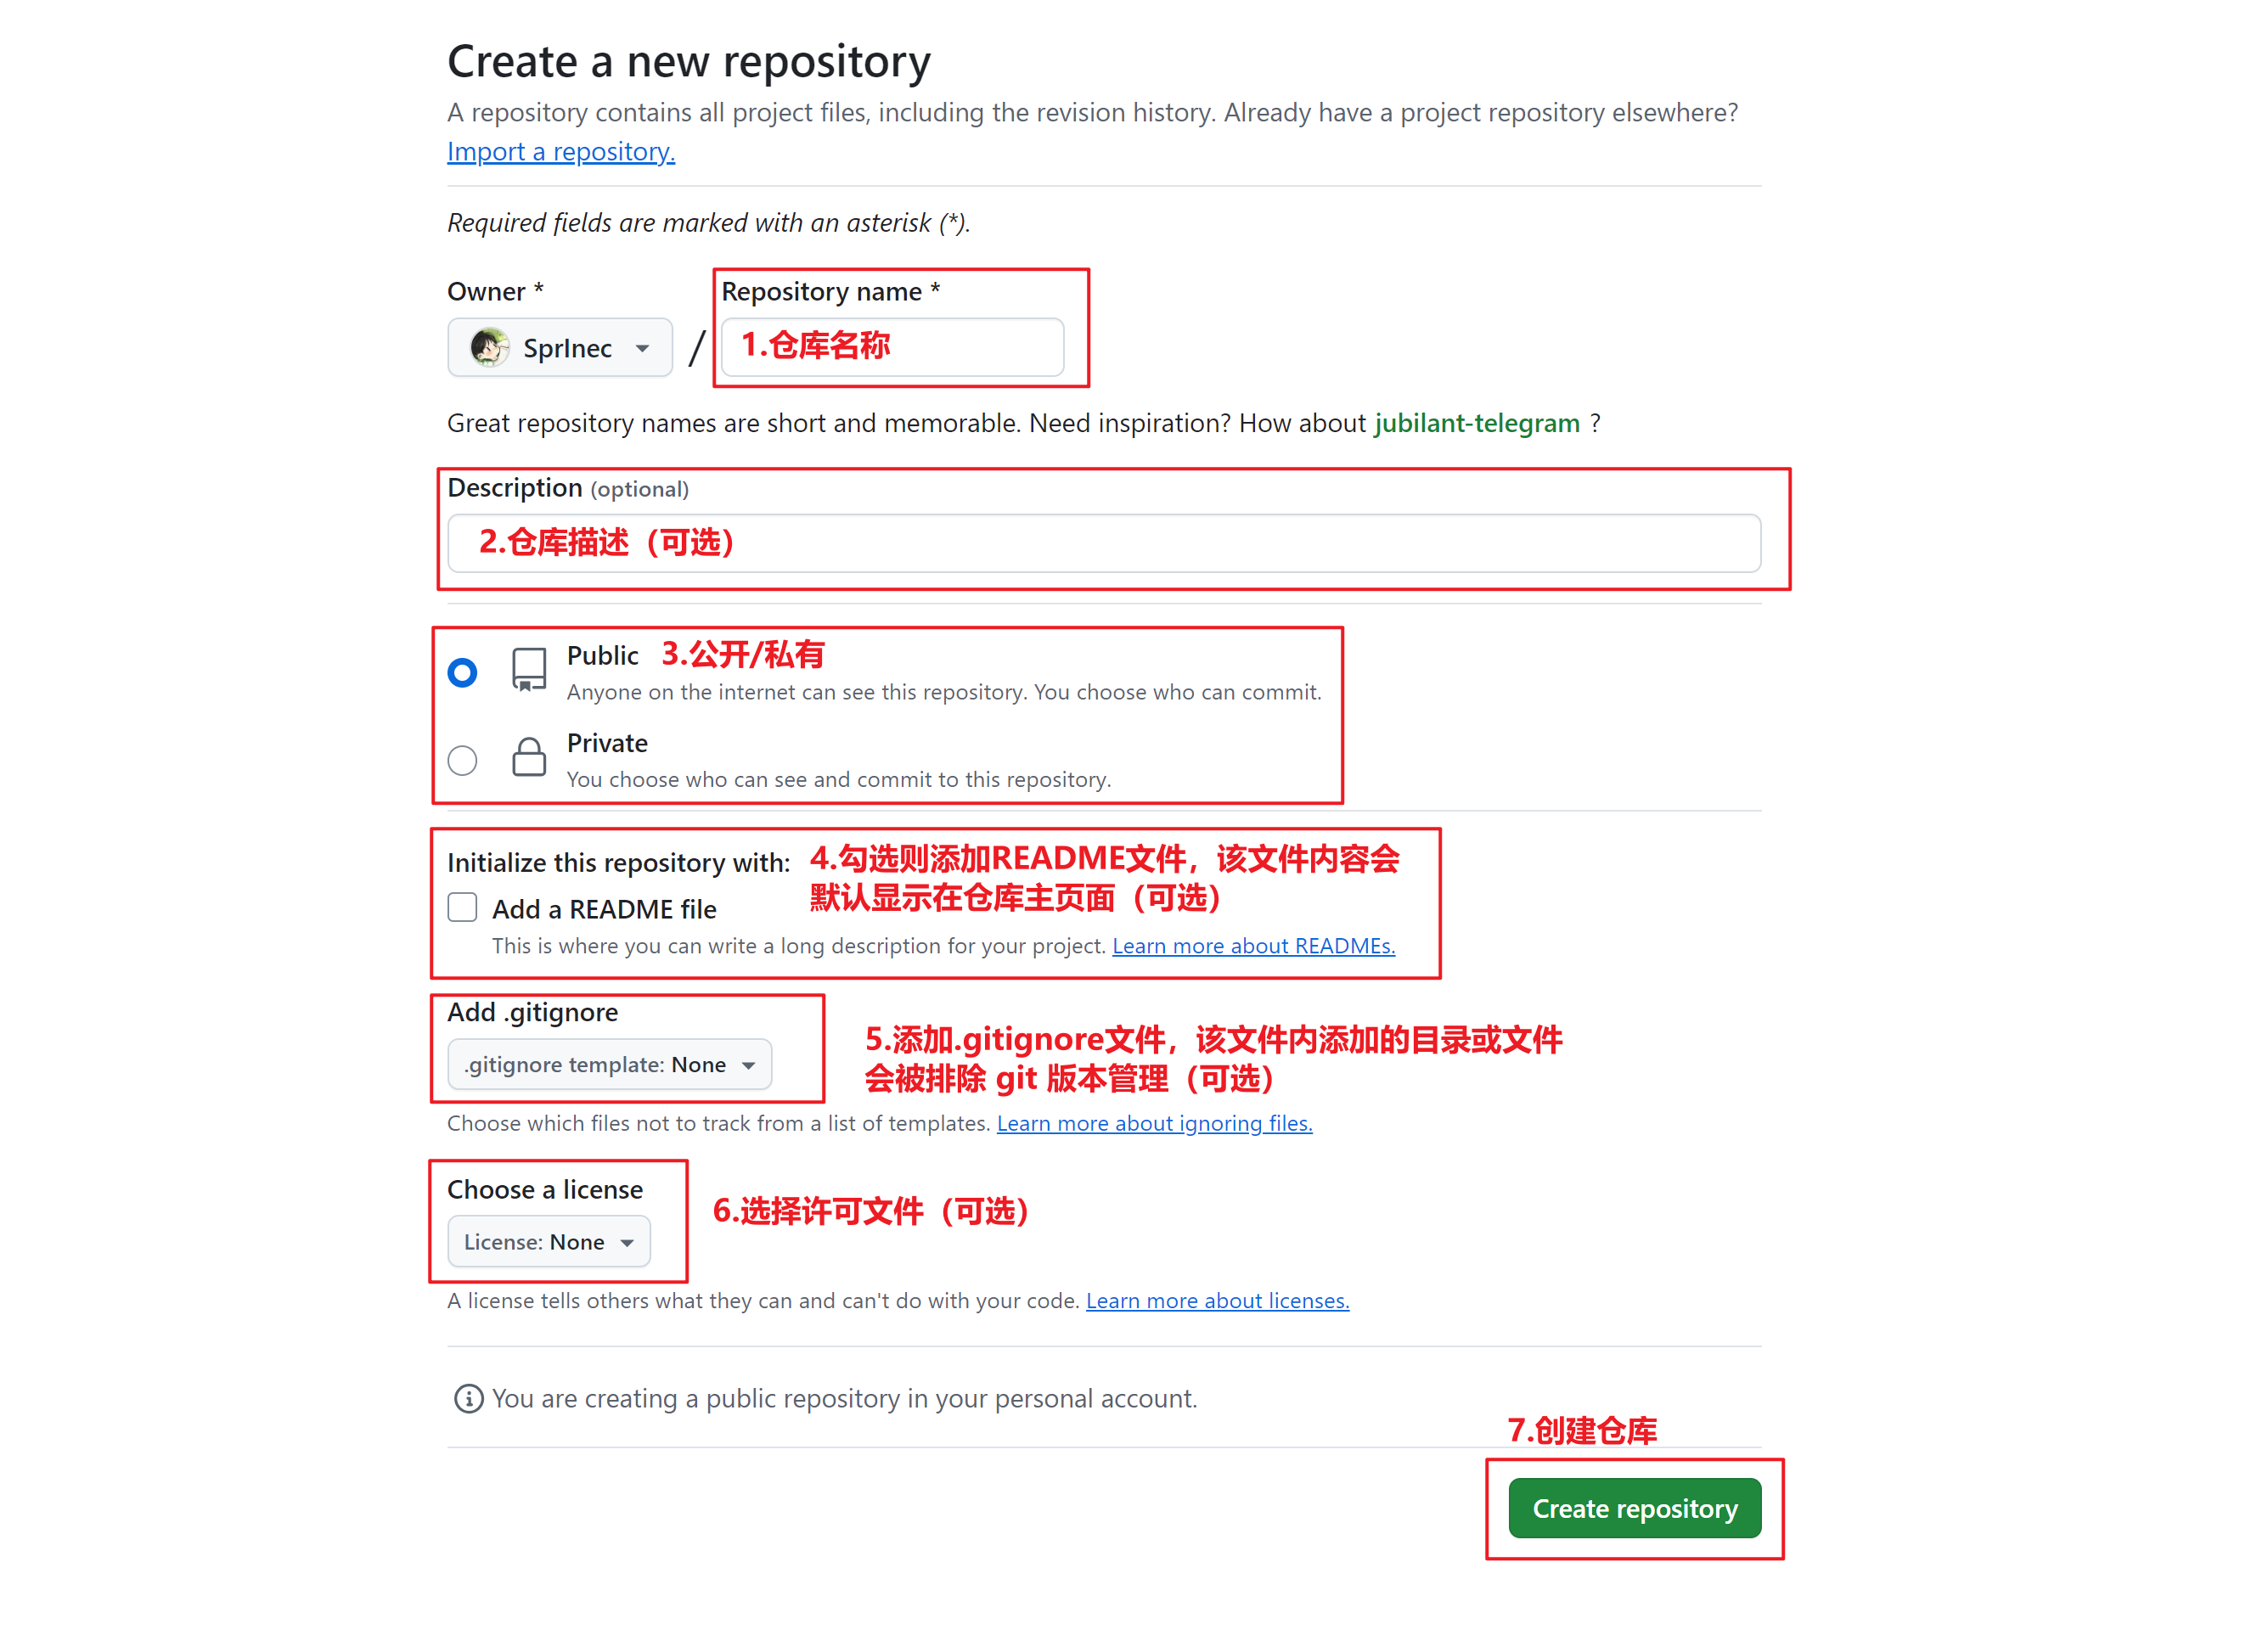 Create a new repository
A repository contains all project files, including the revision history. Already have a project repository elsewhere?
Import a repository.
Required fields are marked with an asterisk (*).
Owner *
Repository name *
SprInec
/
1.仓库名称
Great repository names are short and memorable. Need inspiration? How about jubilant-telegram ?
Description (optional)
2.仓库描述（可选）
Public 3.公开/私有
Anyone on the internet can see this repository. You choose who can commit.
Private
You choose who can see and commit to this repository.
Initialize this repository with:
4.勾选则添加README文件，该文件内容会
默认显示在仓库主页面（可选）
Add a README file
This is where you can write a long description for your project. Learn more about READMEs.
Add .gitignore
.gitignore template: None
5.添加.gitignore文件，该文件内添加的目录或文件
会被排除 git 版本管理（可选）
Choose which files not to track from a list of templates. Learn more about ignoring files.
Choose a license
6.选择许可文件（可选）
License: None
A license tells others what they can and can't do with your code. Learn more about licenses.
You are creating a public repository in your personal account.
7.创建仓库
Create repository